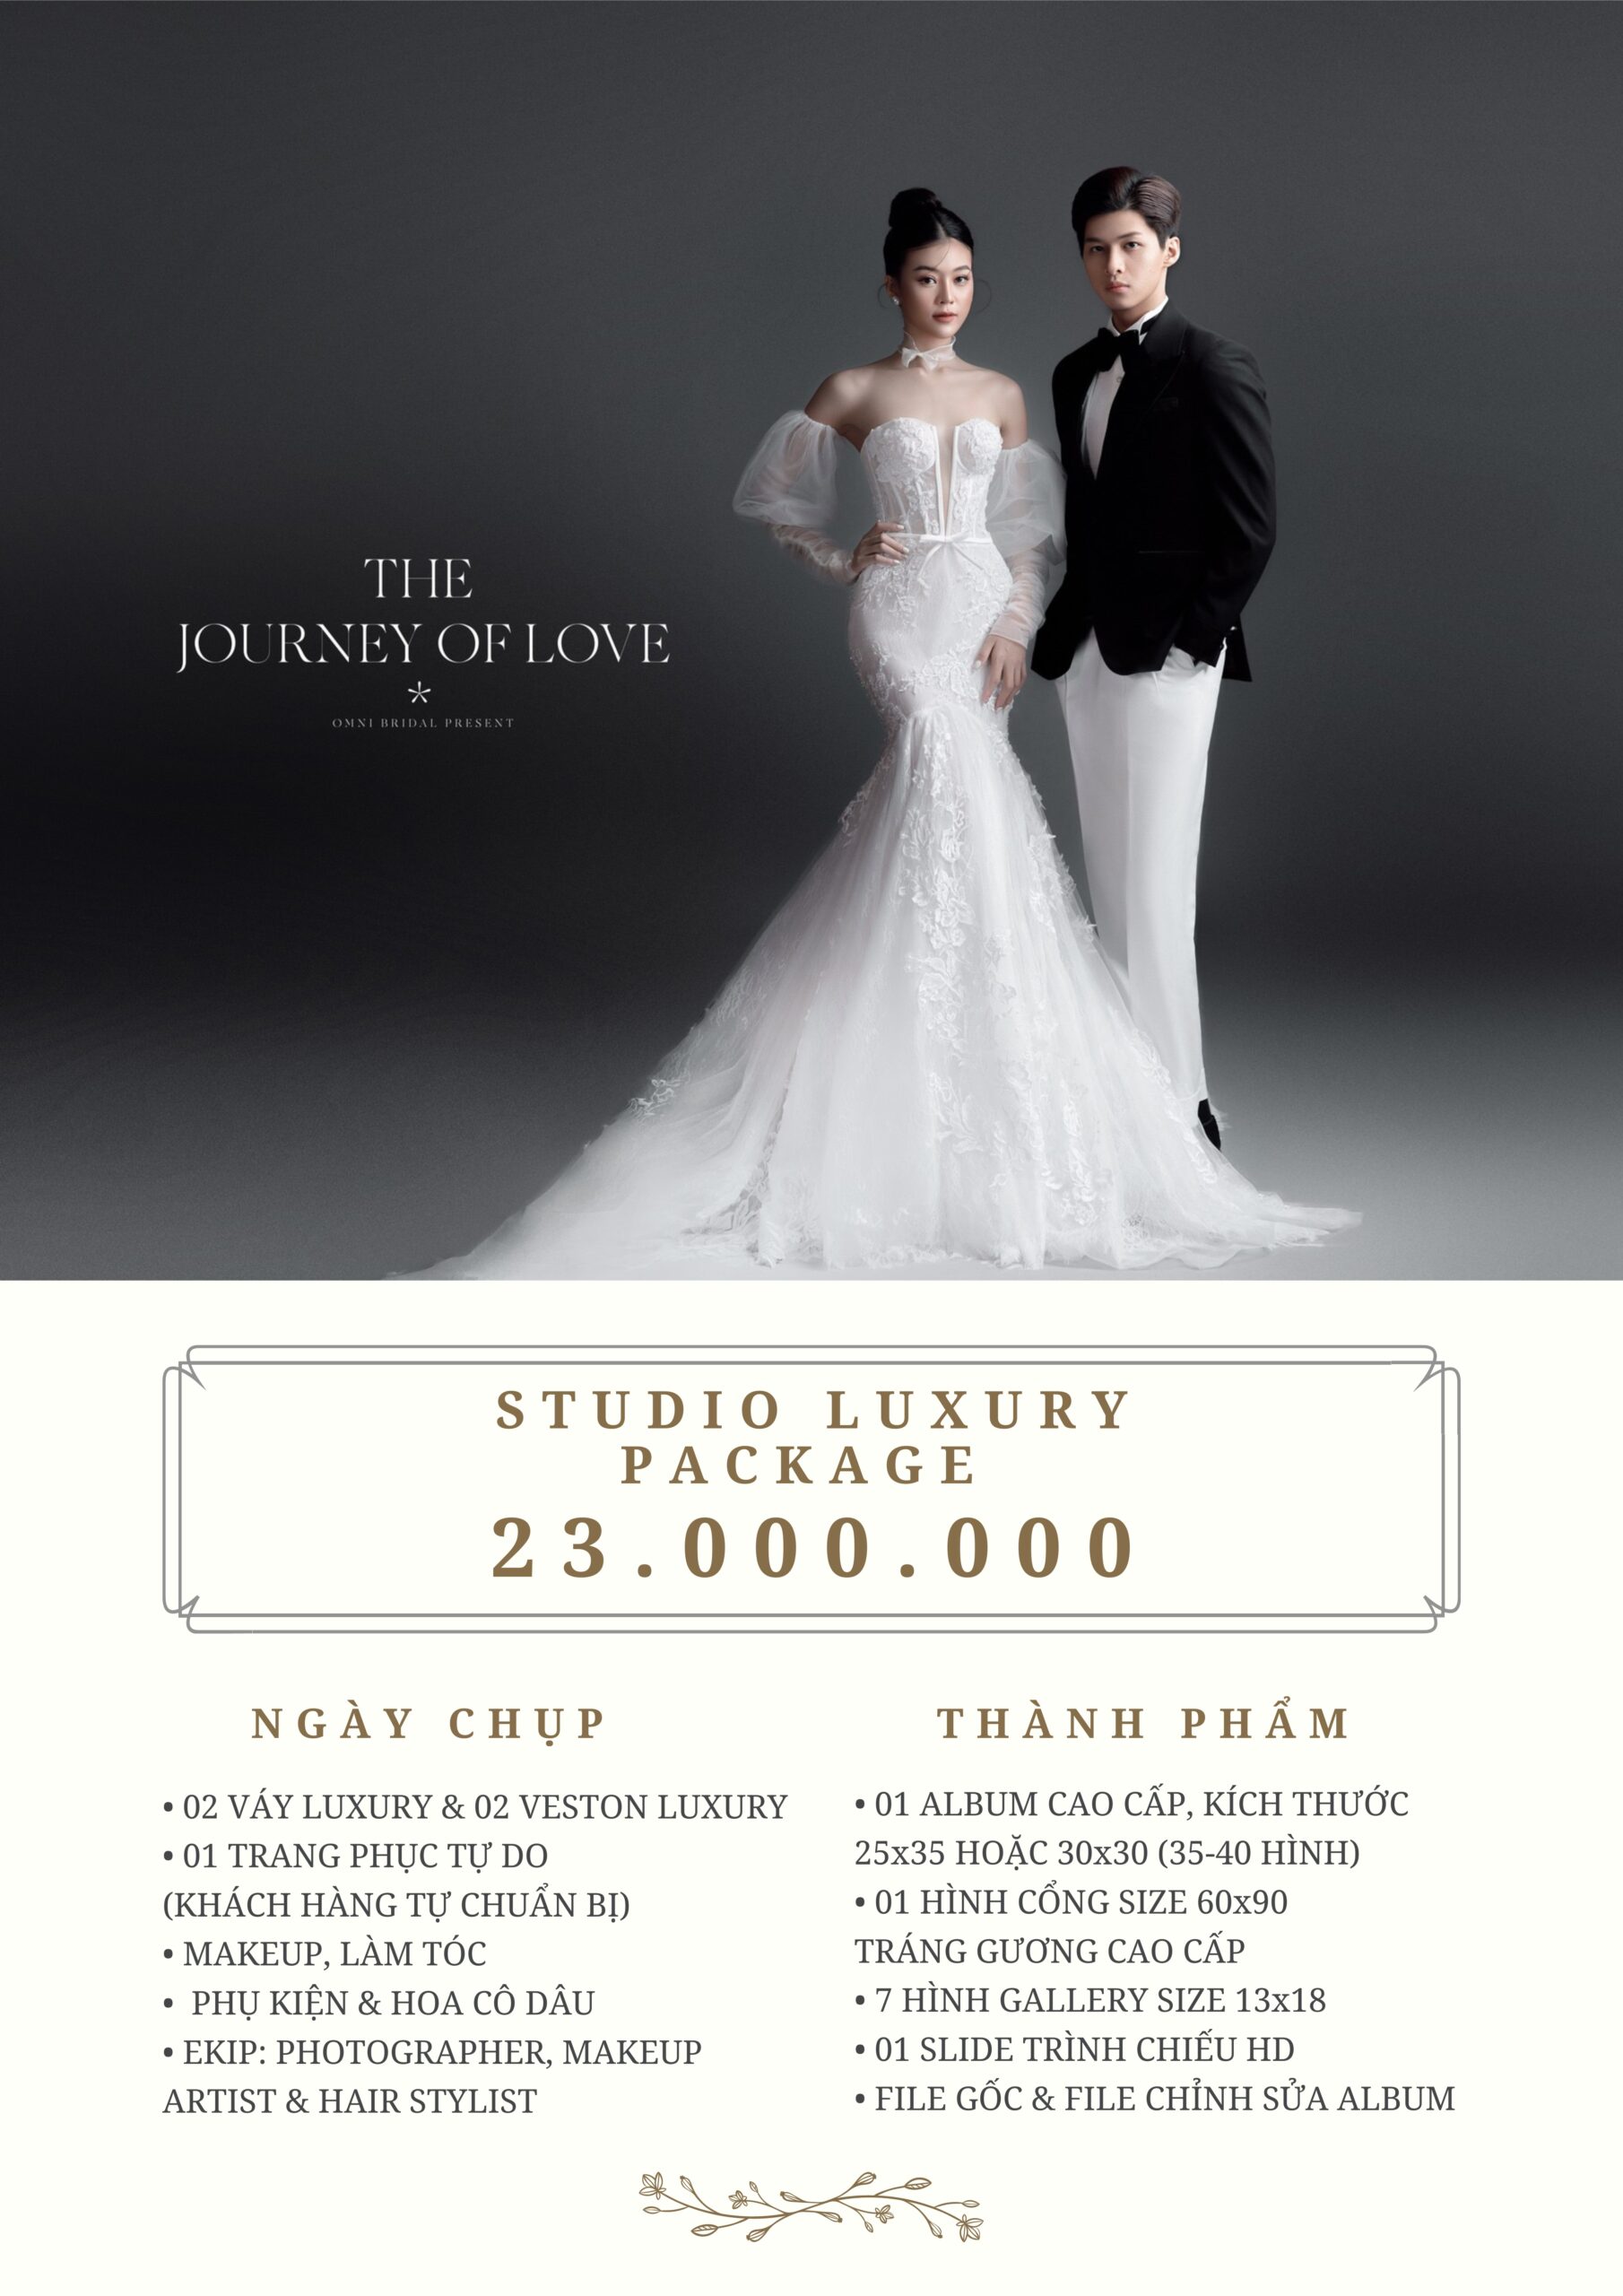 THE
JOURNEY OF LOVE
*
OMNI BRIDAL PRESENT
STUDIO LUXURY
PACKAGE
23.000.000
NGÀY CHỤP
• 02 VÁY LUXURY & 02 VESTON LUXURY
• 01 TRANG PHỤC TỰ DO
(KHÁCH HÀNG TỰ CHUẨN BỊ)
• MAKEUP, LÀM TÓC
• PHỤ KIỆN & HOA CÔ DÂU
• EKIP: PHOTOGRAPHER, MAKEUP
ARTIST & HAIR STYLIST
THÀNH PHẨM
• 01 ALBUM CAO CẤP, KÍCH THƯỚC
25x35 HOẶC 30x30 (35-40 HÌNH)
• 01 HÌNH CỔNG SIZE 60x90
TRÁNG GƯƠNG CAO CẤP
• 7 HÌNH GALLERY SIZE 13x18
• 01 SLIDE TRÌNH CHIẾU HD
• FILE GỐC & FILE CHỈNH SỬA ALBUM